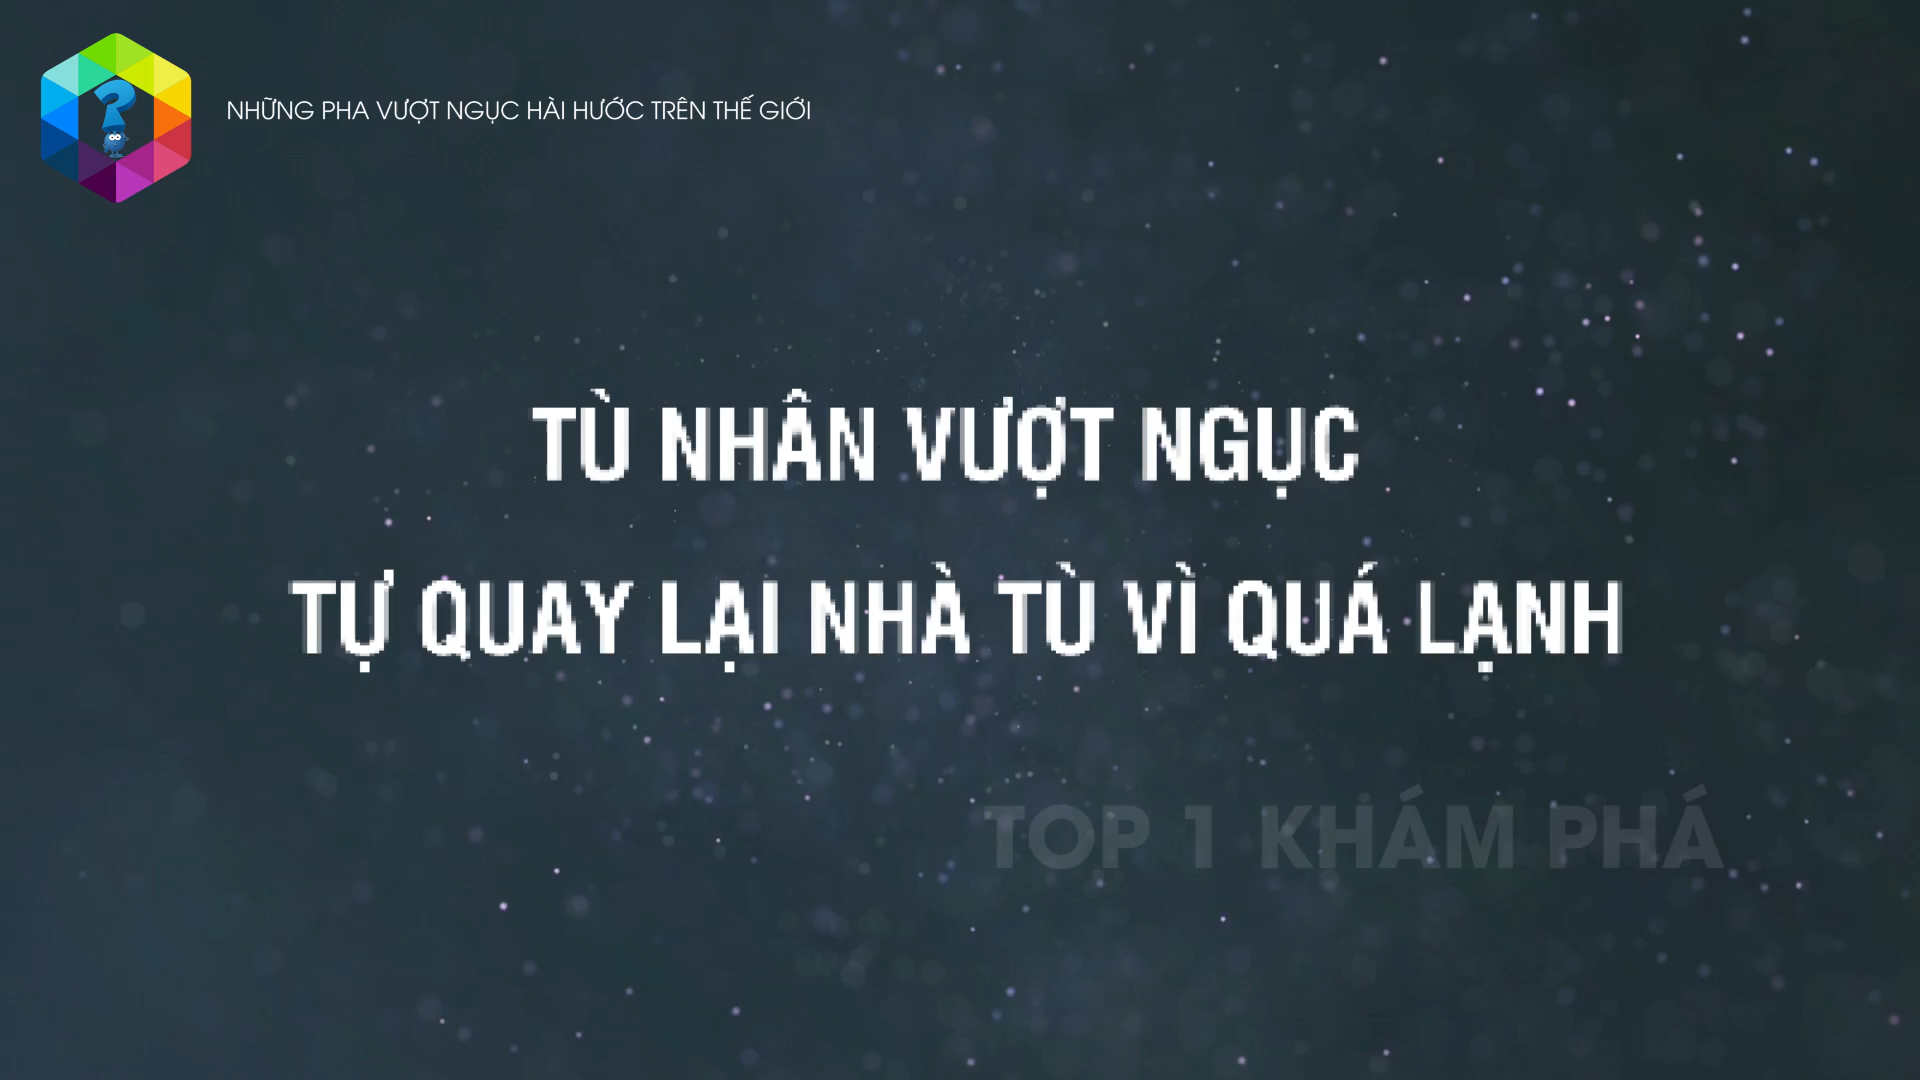 NHỮNG PHA VƯỢT NGỤC HÀI HƯỚC TRÊN THẾ GIỚI
TÙ NHÂN VƯỢT NGỤC
TỰ QUAY LẠI NHÀ TÙ VÌ QUÁ LẠNH
TOP 1 KHÁM PHÁ